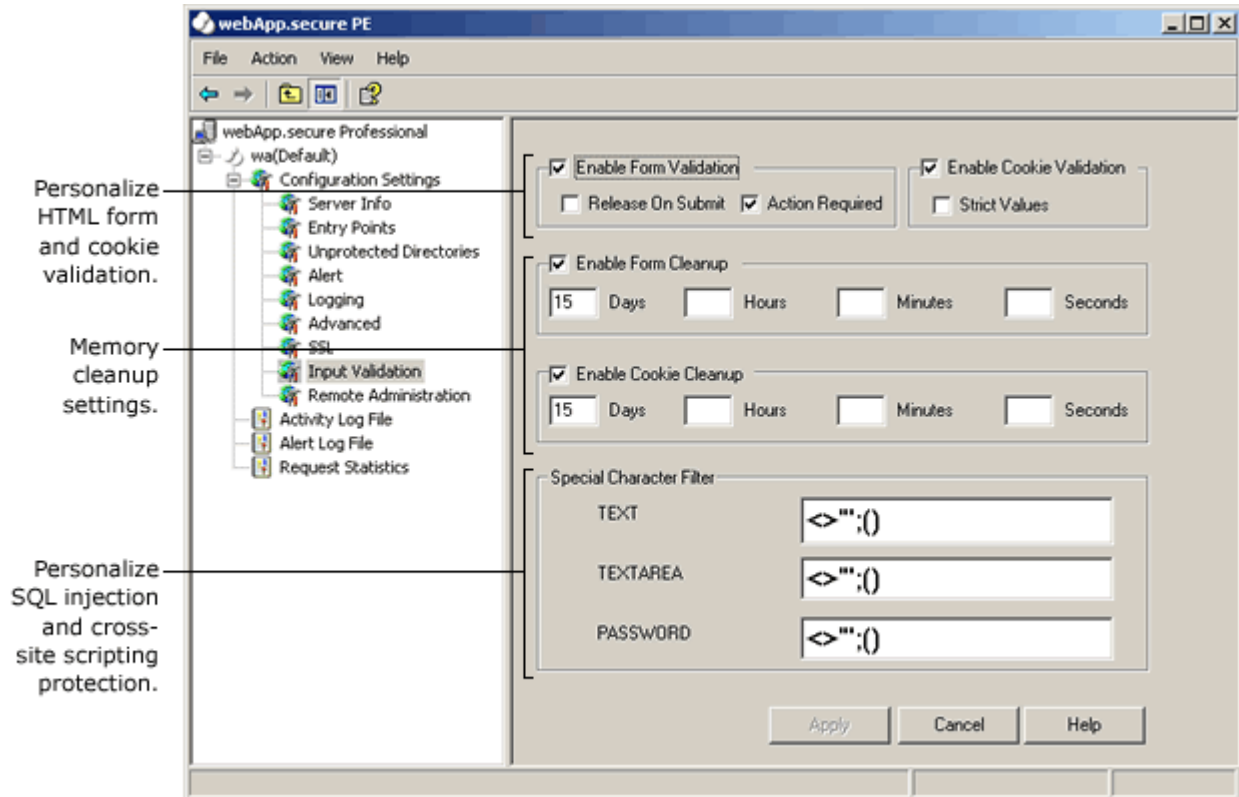 webApp.secure PE
File Action View Help
webApp.secure Professional
wa(Default)
Configuration Settings
Server Info
Entry Points
Unprotected Directories
Alert
Logging
Advanced
SSL
Input Validation
Remote Administration
Activity Log File
Alert Log File
Request Statistics
Personalize
HTML form
and cookie
validation.
Memory
cleanup
settings.
Personalize
SQL injection
and cross-
site scripting
protection.
Enable Form Validation
Release On Submit Action Required
Enable Cookie Validation
Strict Values
Enable Form Cleanup
15 Days Hours Minutes Seconds
Enable Cookie Cleanup
15 Days Hours Minutes Seconds
Special Character Filter
TEXT <>"';()
TEXTAREA <>"';()
PASSWORD <>"';()
Apply Cancel Help